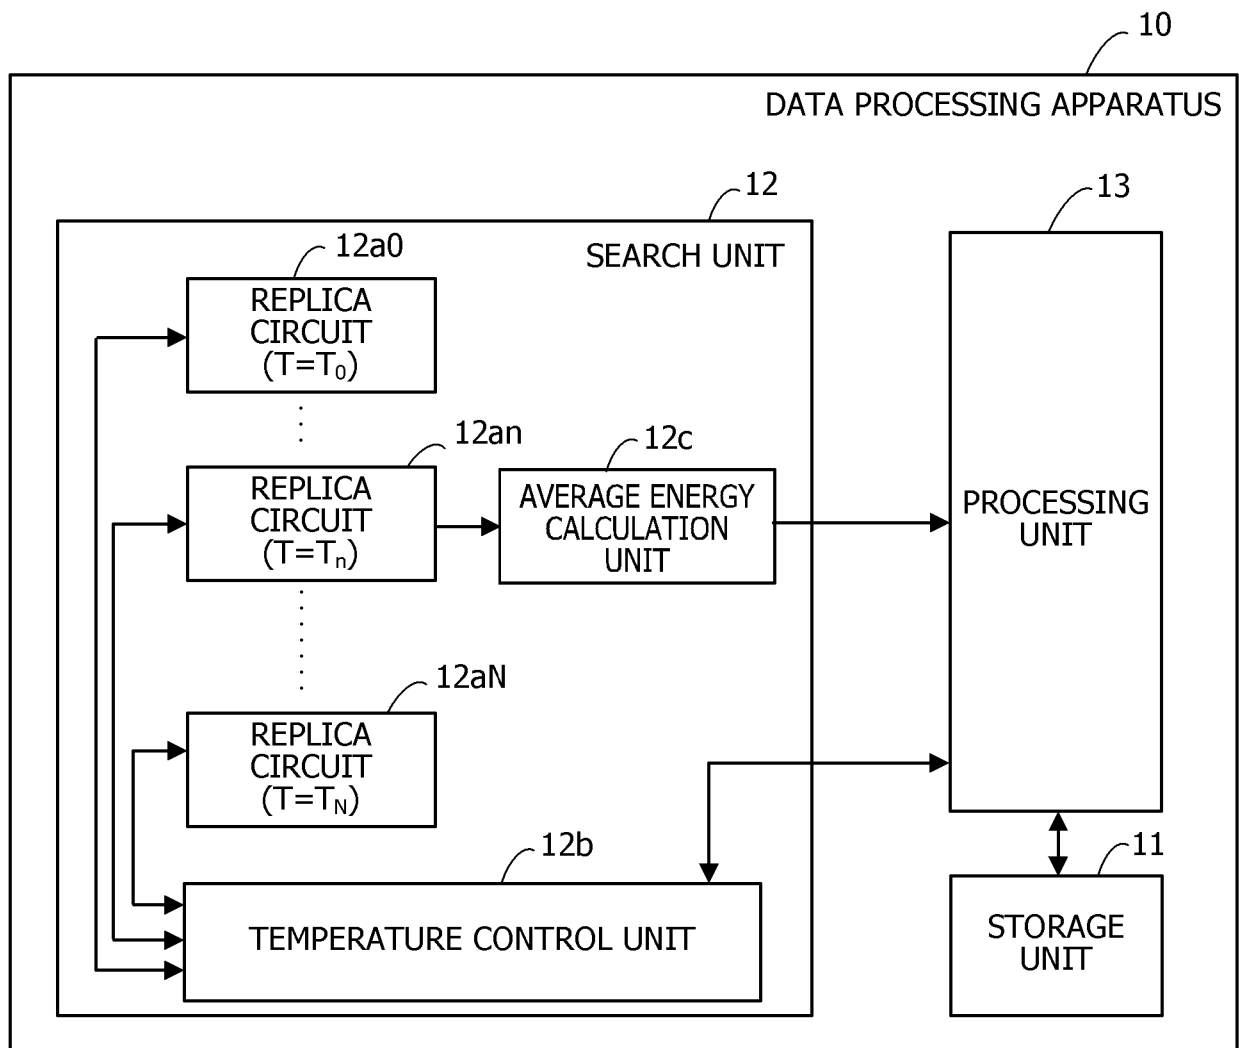 10
DATA PROCESSING APPARATUS
12
SEARCH UNIT
13
12a0
REPLICA
CIRCUIT
(T=T₀)
12an
REPLICA
CIRCUIT
(T=Tₙ)
12c
AVERAGE ENERGY
CALCULATION
UNIT
PROCESSING
UNIT
12aN
REPLICA
CIRCUIT
(T=T_N)
12b
TEMPERATURE CONTROL UNIT
11
STORAGE
UNIT